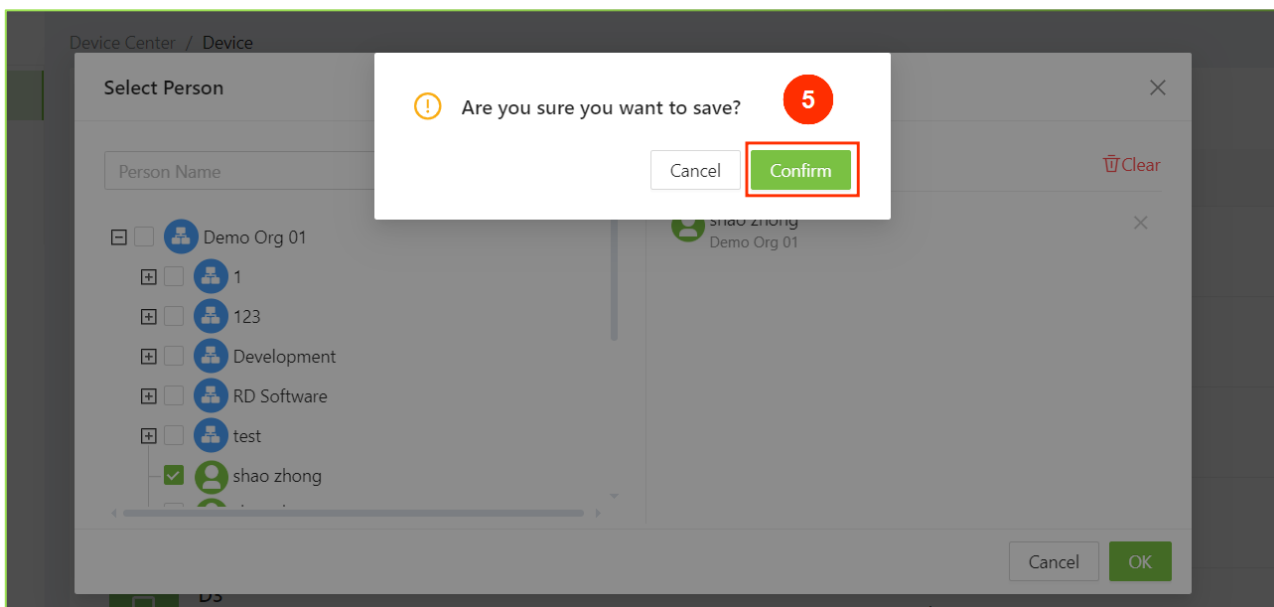 Device Center / Device
Select Person
Are you sure you want to save?
5
Cancel
Confirm
Person Name
Clear
Demo Org 01
shao zhong
Demo Org 01
1
123
Development
RD Software
test
shao zhong
Cancel
OK
D3